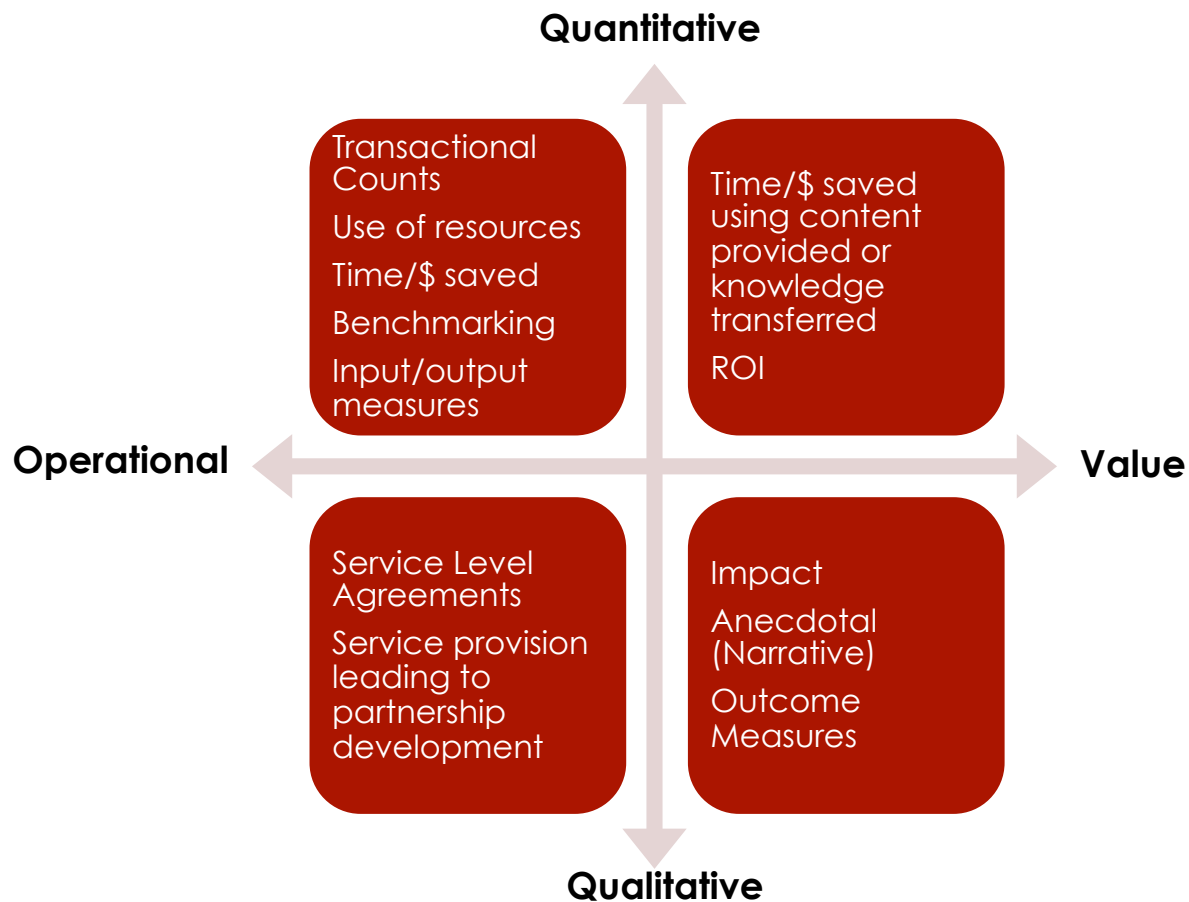 Quantitative
Transactional
Counts
Use of resources
Time/$ saved
Benchmarking
Input/output
measures
Time/$ saved
using content
provided or
knowledge
transferred
ROI
Operational
Value
Service Level
Agreements
Service provision
leading to
partnership
development
Impact
Anecdotal
(Narrative)
Outcome
Measures
Qualitative